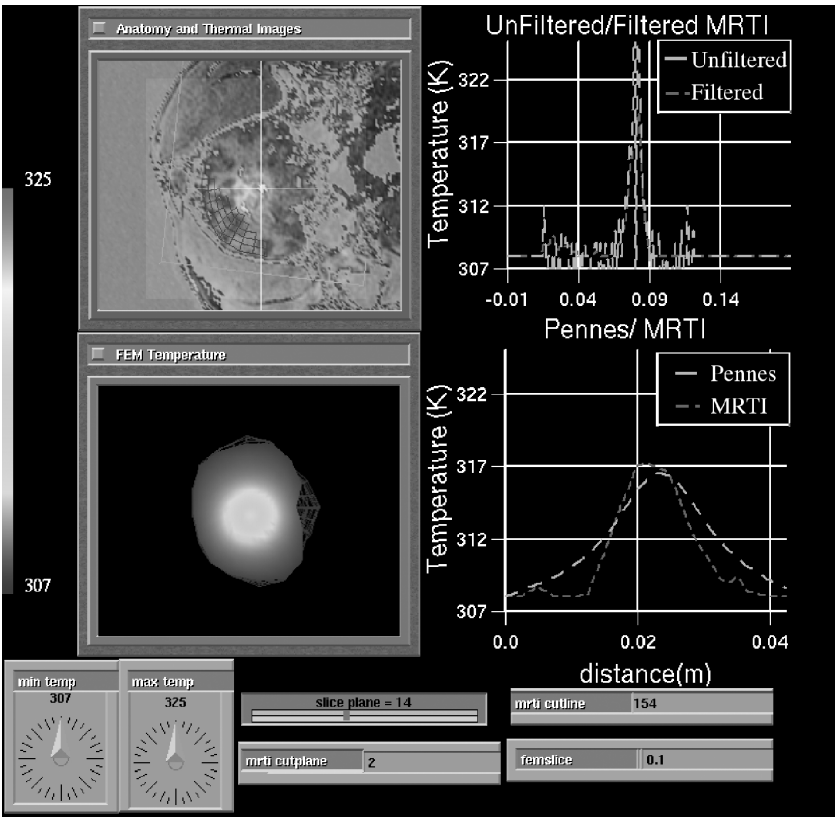 Anatomy and Thermal Images
325
307
FEM Temperature
UnFiltered/Filtered MRTI
Unfiltered
Filtered
Temperature (K)
322
317
312
307
-0.01 0.04 0.09 0.14
Pennes/ MRTI
Pennes
MRTI
Temperature (K)
322
317
312
307
0.0 0.02 0.04
distance(m)
min temp
307
max temp
325
slice plane = 14
mrti cutplane 2
mrti cutline 154
femslice 0.1